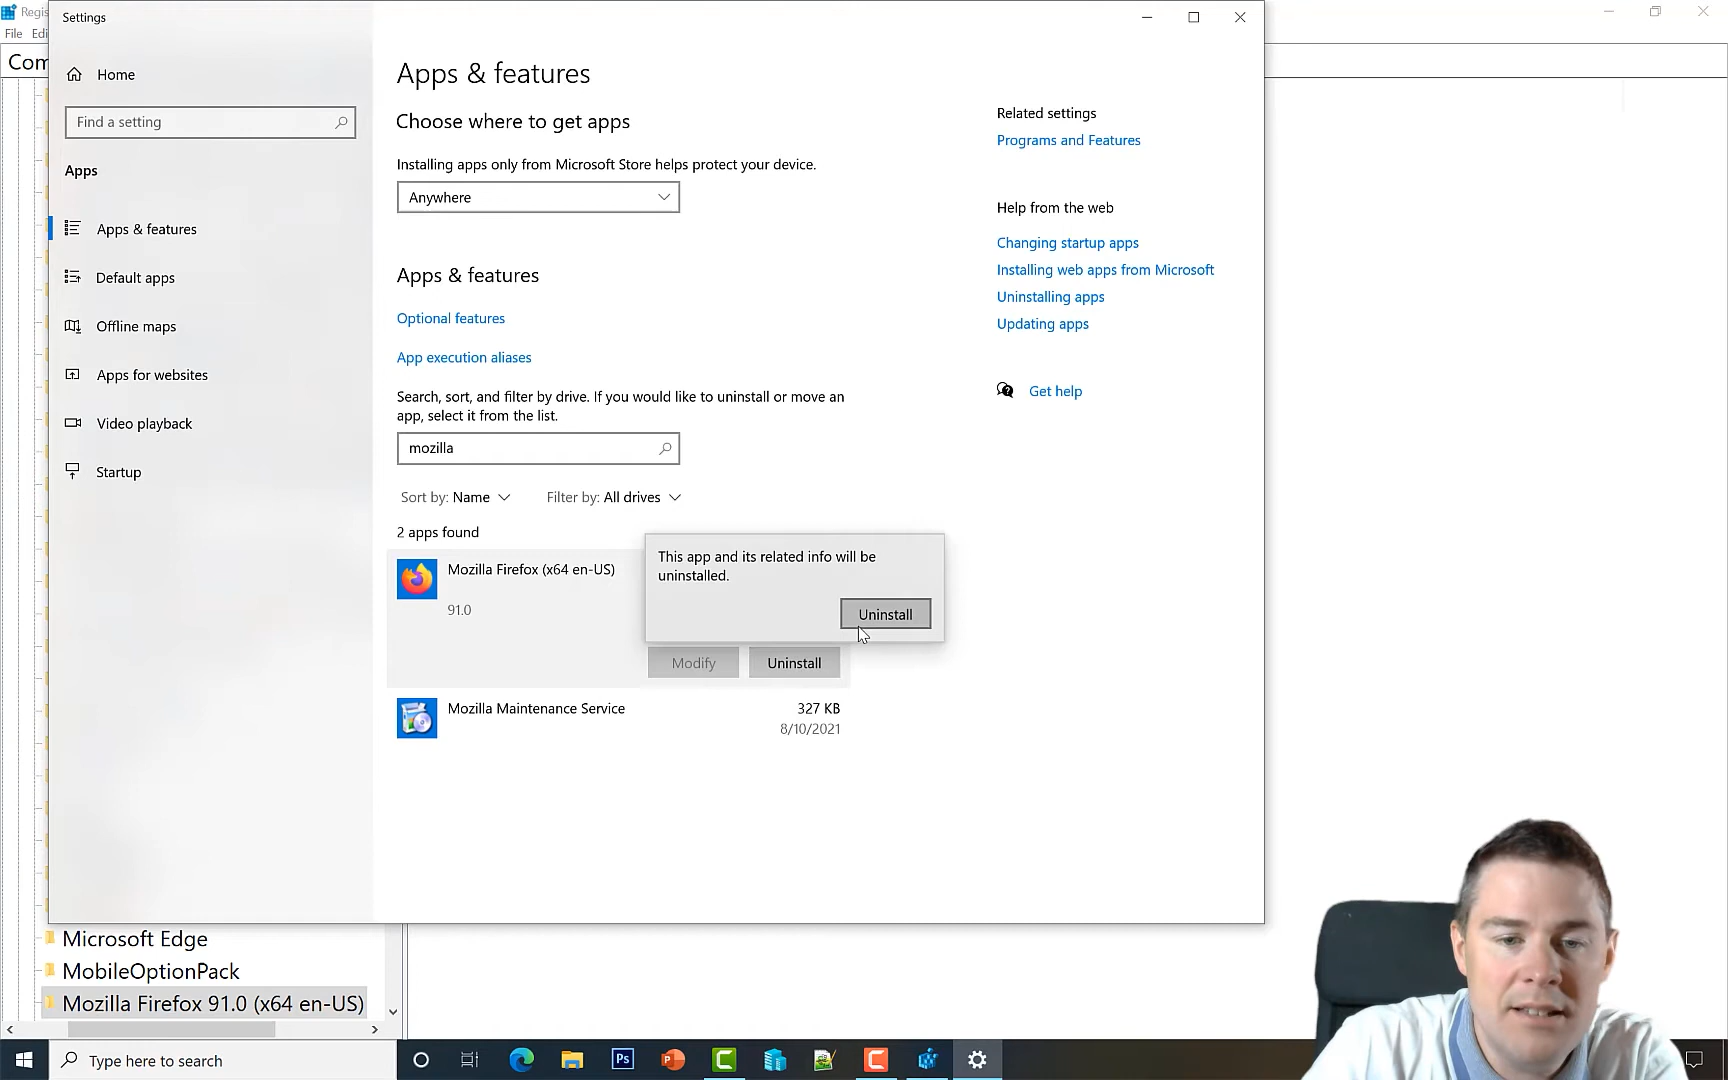 Regis
File Edi
Com
Settings
Home
Find a setting
Apps
Apps & features
Default apps
Offline maps
Apps for websites
Video playback
Startup
Apps & features
Choose where to get apps
Installing apps only from Microsoft Store helps protect your device.
Anywhere
Apps & features
Optional features
App execution aliases
Search, sort, and filter by drive. If you would like to uninstall or move an
app, select it from the list.
mozilla
Sort by: Name
Filter by: All drives
2 apps found
Mozilla Firefox (x64 en-US)
91.0
This app and its related info will be
uninstalled.
Uninstall
Modify
Uninstall
Mozilla Maintenance Service
327 KB
8/10/2021
Related settings
Programs and Features
Help from the web
Changing startup apps
Installing web apps from Microsoft
Uninstalling apps
Updating apps
Get help
Microsoft Edge
MobileOptionPack
Mozilla Firefox 91.0 (x64 en-US)
Type here to search
Ps
P
C
C